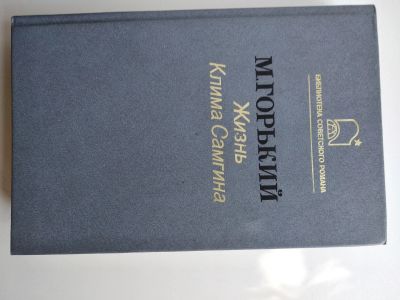 БИБЛИОТЕКА СОВЕТСКОГО РОМАНА
М.ГОРЬКИЙ
Жизнь
Клима Самгина